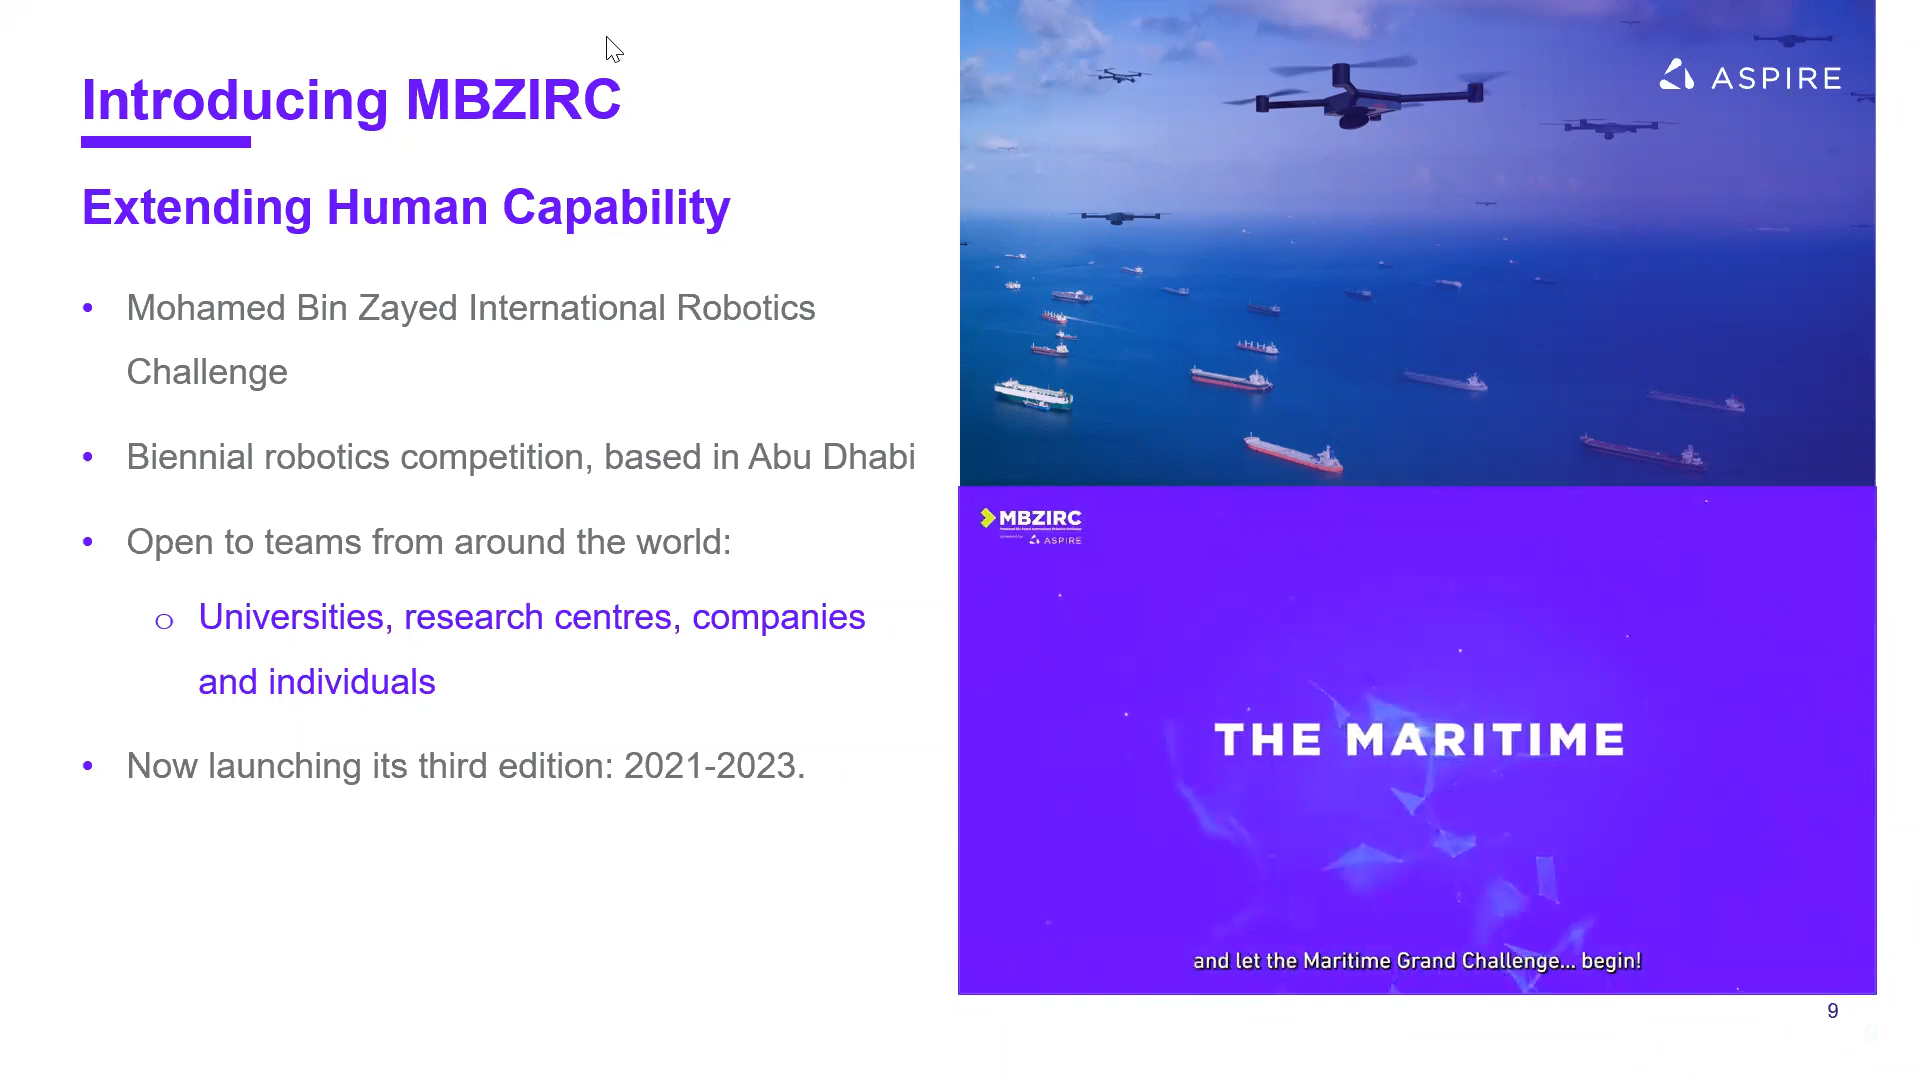 Introducing MBZIRC
Extending Human Capability
• Mohamed Bin Zayed International Robotics
Challenge
• Biennial robotics competition, based in Abu Dhabi
• Open to teams from around the world:
o Universities, research centres, companies
and individuals
• Now launching its third edition: 2021-2023.
ASPIRE
MBZIRC
ASPIRE
THE MARITIME
and let the Maritime Grand Challenge... begin!
9